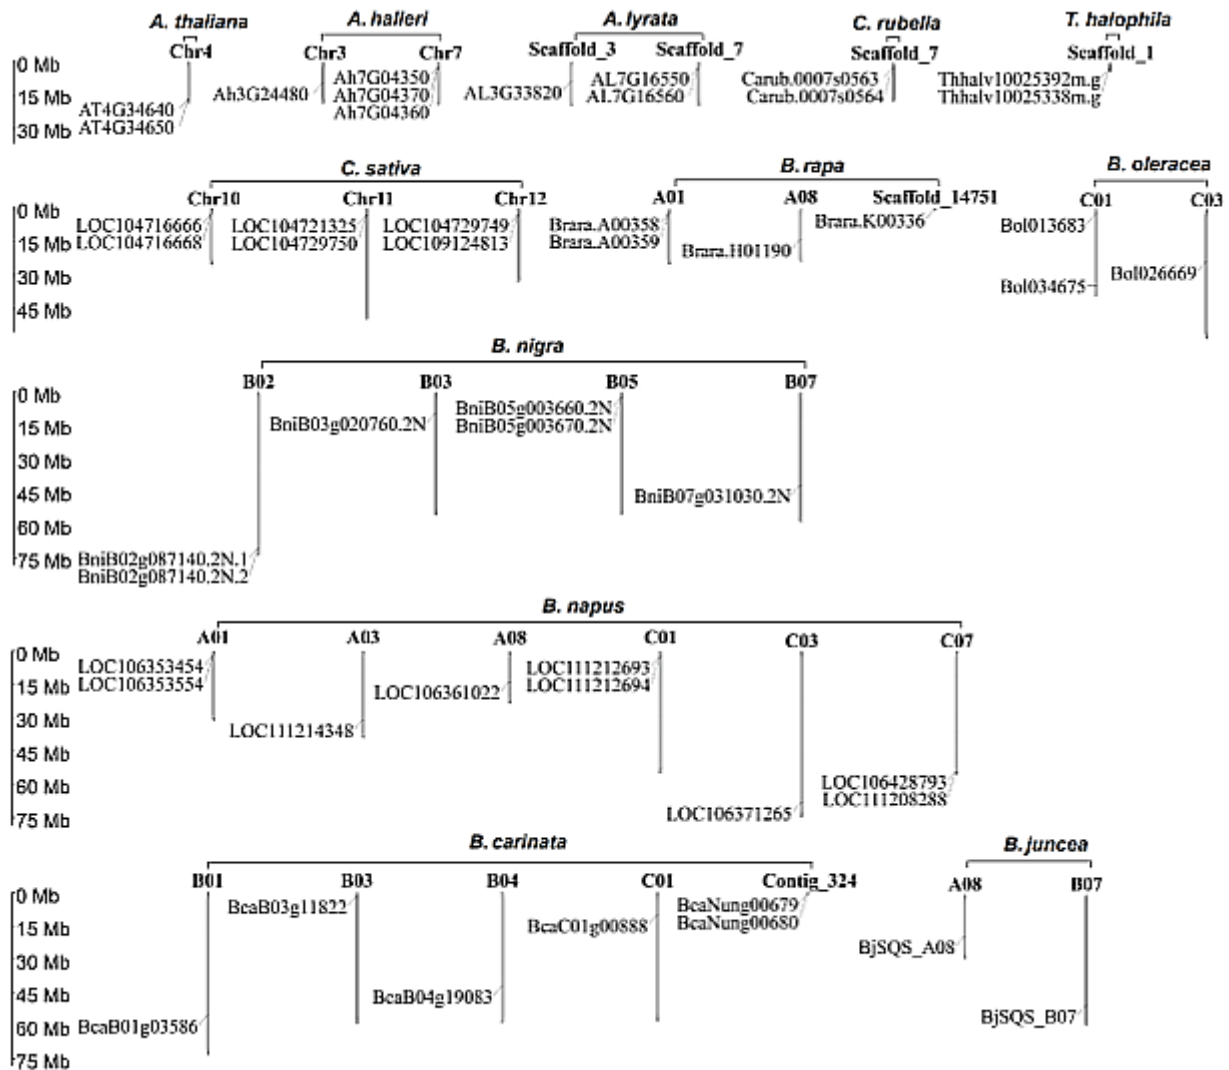 A. thaliana A. halleri A. lyrata C. rubella T. halophila
Chr4 Chr3 Chr7 Scaffold_3 Scaffold_7 Scaffold_7 Scaffold_1
0 Mb
15 Mb
30 Mb
AT4G34640
AT4G34650
Ah3G24480
Ah7G04350
Ah7G04370
Ah7G04360
AL3G33820
AL7G16550
AL7G16560
Carub.0007s0563
Carub.0007s0564
Thhalv10025392m.g
Thhalv10025338m.g
C. sativa B. rapa B. oleracea
Chr10 Chr11 Chr12 A01 A08 Scaffold_14751 C01 C03
0 Mb
15 Mb
30 Mb
45 Mb
LOC104716666
LOC104716668
LOC104721325
LOC104729750
LOC104729749
LOC109124813
Brara.A00358
Brara.A00359
Brara.H01190
Brara.K00336
Bol013683
Bol034675
Bol026669
B. nigra
B02 B03 B05 B07
0 Mb
15 Mb
30 Mb
45 Mb
60 Mb
75 Mb
BniB02g087140.2N.1
BniB02g087140.2N.2
BniB03g020760.2N
BniB05g003660.2N
BniB05g003670.2N
BniB07g031030.2N
B. napus
A01 A03 A08 C01 C03 C07
0 Mb
15 Mb
30 Mb
45 Mb
60 Mb
75 Mb
LOC106353454
LOC106353554
LOC111214348
LOC106361022
LOC111212693
LOC111212694
LOC106371265
LOC106428793
LOC111208288
B. carinata B. juncea
B01 B03 B04 C01 Contig_324 A08 B07
0 Mb
15 Mb
30 Mb
45 Mb
60 Mb
75 Mb
BcaB01g03586
BcaB03g11822
BcaB04g19083
BcaC01g00888
BcaNung00679
BcaNung00680
BjSQS_A08
BjSQS_B07